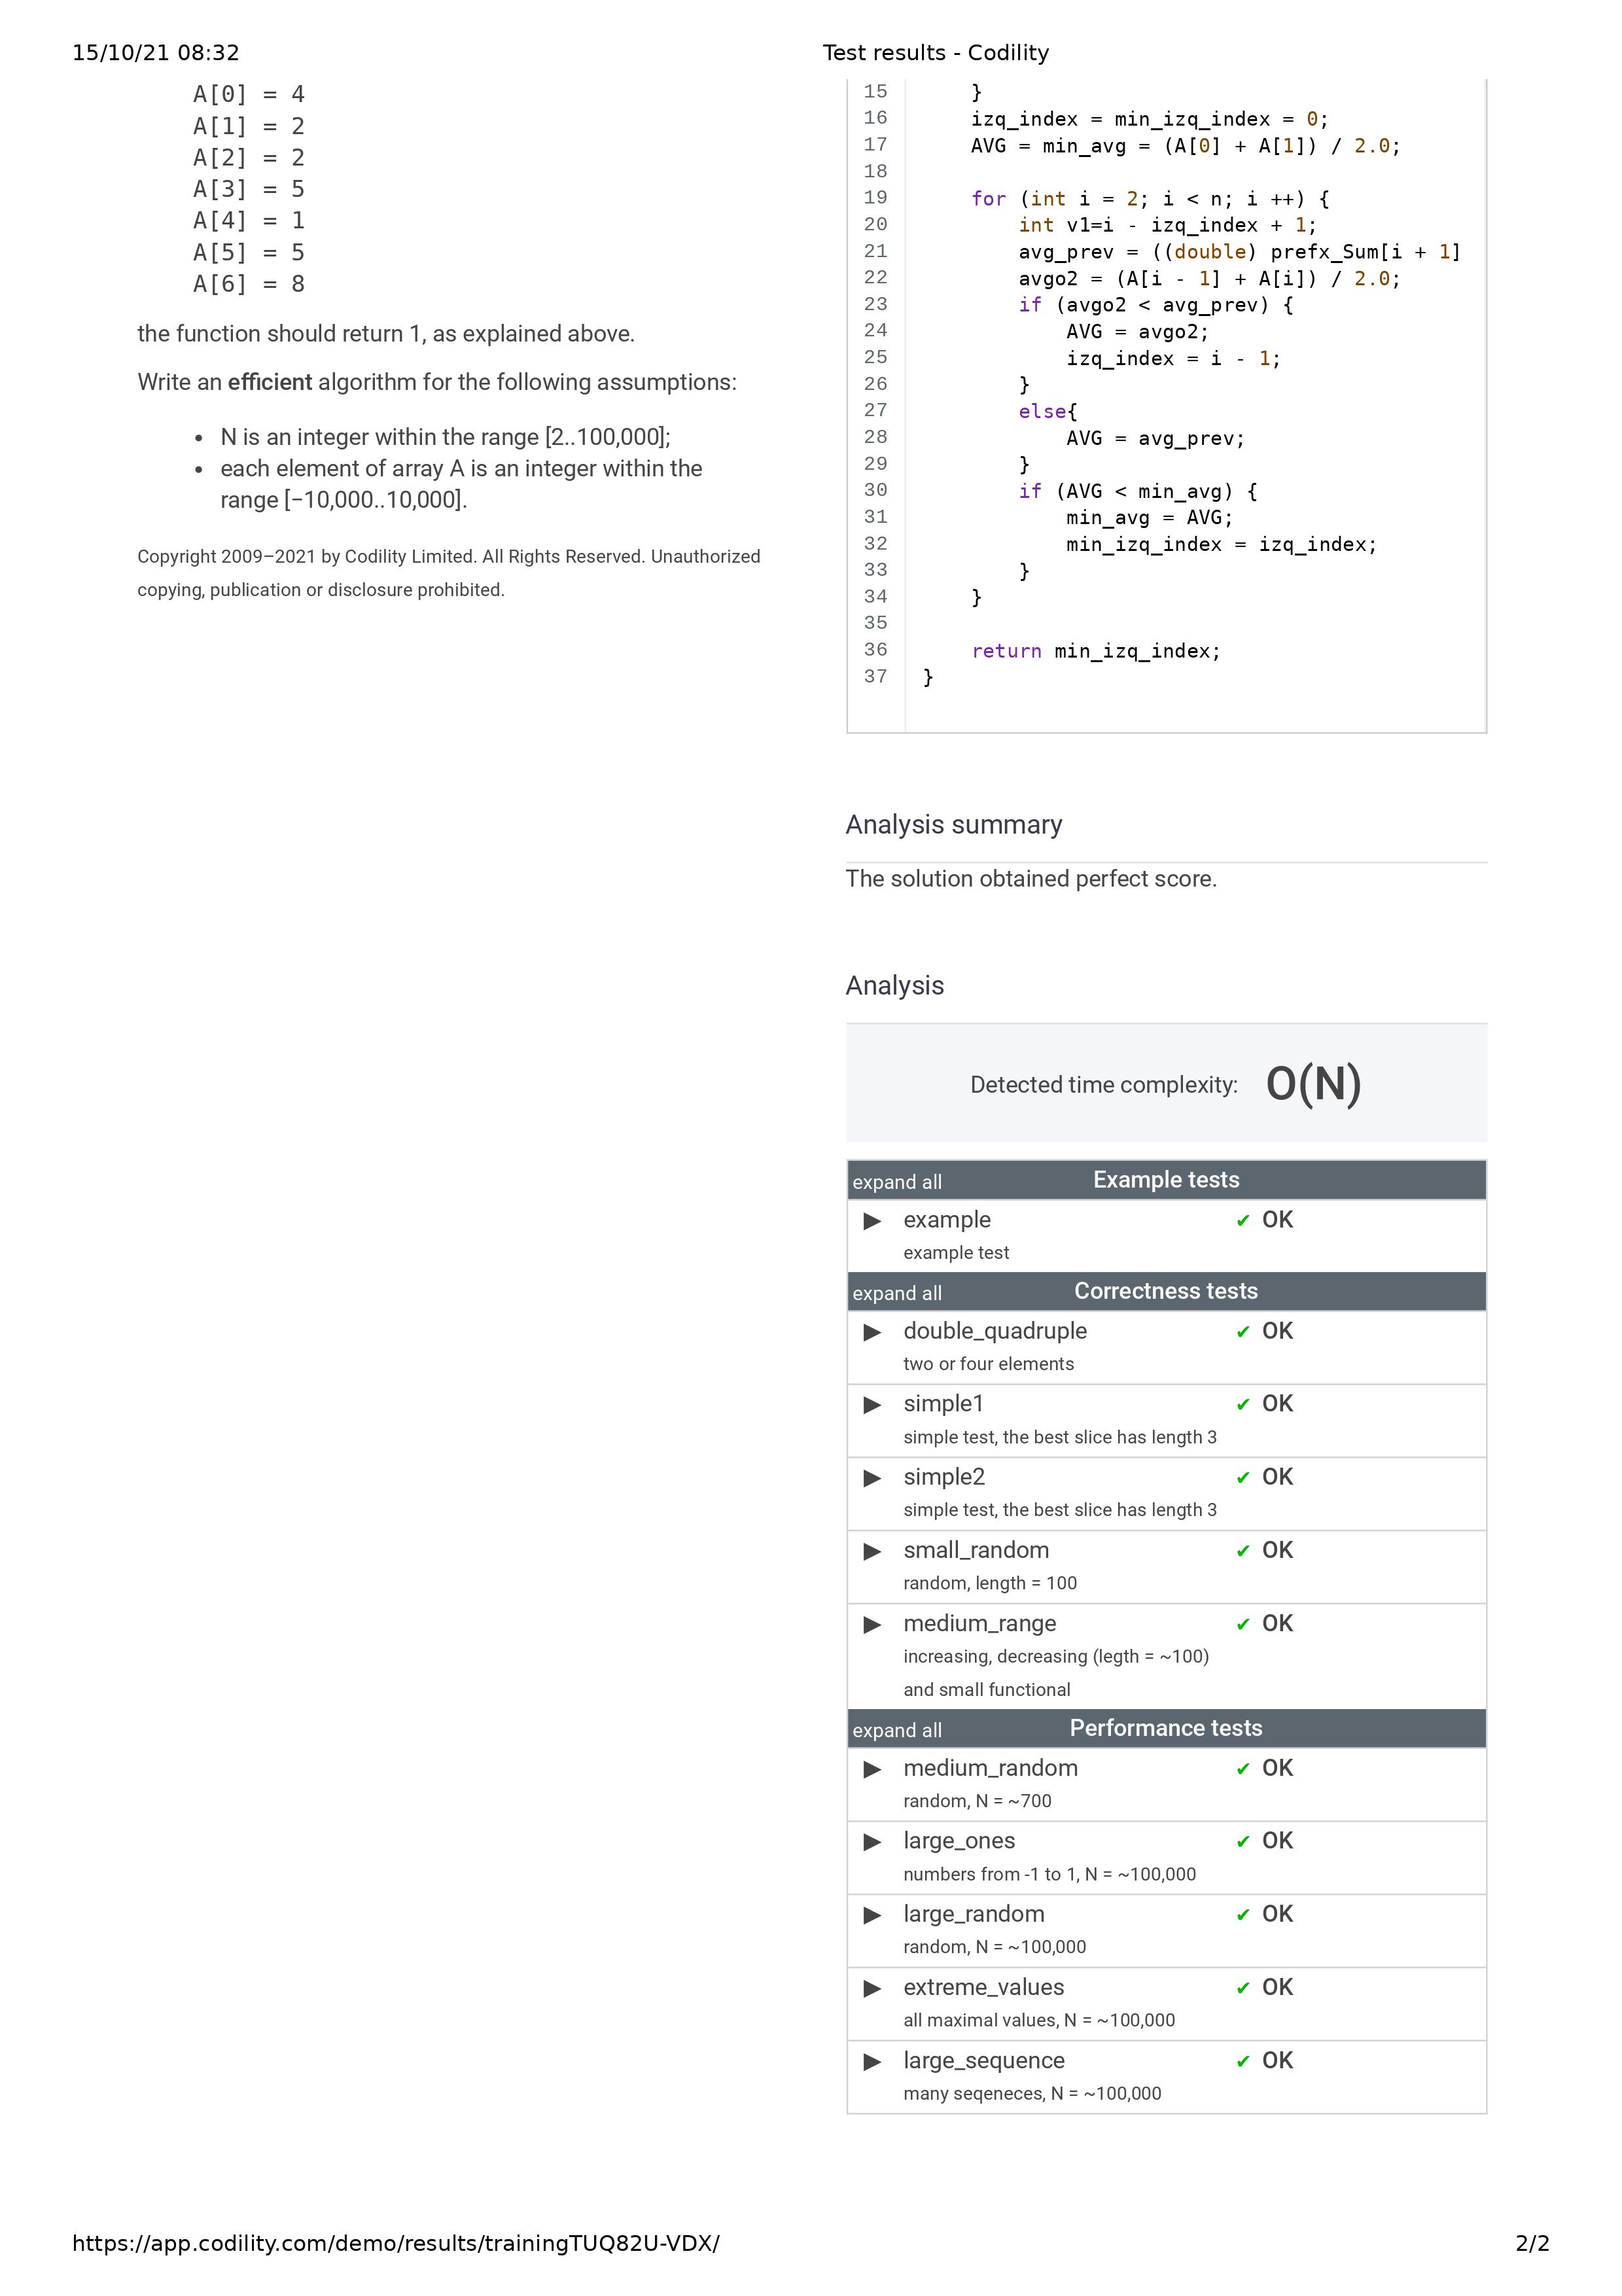 15/10/21 08:32
Test results - Codility
A[0] = 4
A[1] = 2
A[2] = 2
A[3] = 5
A[4] = 1
A[5] = 5
A[6] = 8
the function should return 1, as explained above.
Write an efficient algorithm for the following assumptions:
• N is an integer within the range [2..100,000];
• each element of array A is an integer within the
range [−10,000..10,000].
Copyright 2009–2021 by Codility Limited. All Rights Reserved. Unauthorized
copying, publication or disclosure prohibited.
15     }
16     izq_index = min_izq_index = 0;
17     AVG = min_avg = (A[0] + A[1]) / 2.0;
18
19     for (int i = 2; i < n; i ++) {
20         int v1=i - izq_index + 1;
21         avg_prev = ((double) prefx_Sum[i + 1]
22         avgo2 = (A[i - 1] + A[i]) / 2.0;
23         if (avgo2 < avg_prev) {
24             AVG = avgo2;
25             izq_index = i - 1;
26         }
27         else{
28             AVG = avg_prev;
29         }
30         if (AVG < min_avg) {
31             min_avg = AVG;
32             min_izq_index = izq_index;
33         }
34     }
35
36     return min_izq_index;
37 }
Analysis summary
The solution obtained perfect score.
Analysis
Detected time complexity: O(N)
expand all Example tests
▶ example ✔ OK
example test
expand all Correctness tests
▶ double_quadruple ✔ OK
two or four elements
▶ simple1 ✔ OK
simple test, the best slice has length 3
▶ simple2 ✔ OK
simple test, the best slice has length 3
▶ small_random ✔ OK
random, length = 100
▶ medium_range ✔ OK
increasing, decreasing (legth = ~100)
and small functional
expand all Performance tests
▶ medium_random ✔ OK
random, N = ~700
▶ large_ones ✔ OK
numbers from -1 to 1, N = ~100,000
▶ large_random ✔ OK
random, N = ~100,000
▶ extreme_values ✔ OK
all maximal values, N = ~100,000
▶ large_sequence ✔ OK
many seqeneces, N = ~100,000
https://app.codility.com/demo/results/trainingTUQ82U-VDX/
2/2